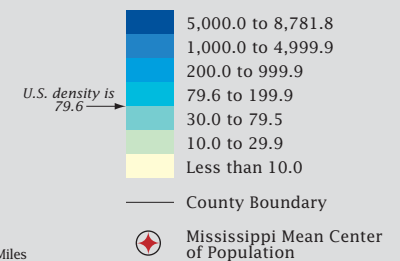 5,000.0 to 8,781.8
1,000.0 to 4,999.9
200.0 to 999.9
U.S. density is
79.6
79.6 to 199.9
30.0 to 79.5
10.0 to 29.9
Less than 10.0
County Boundary
Mississippi Mean Center
of Population
Miles